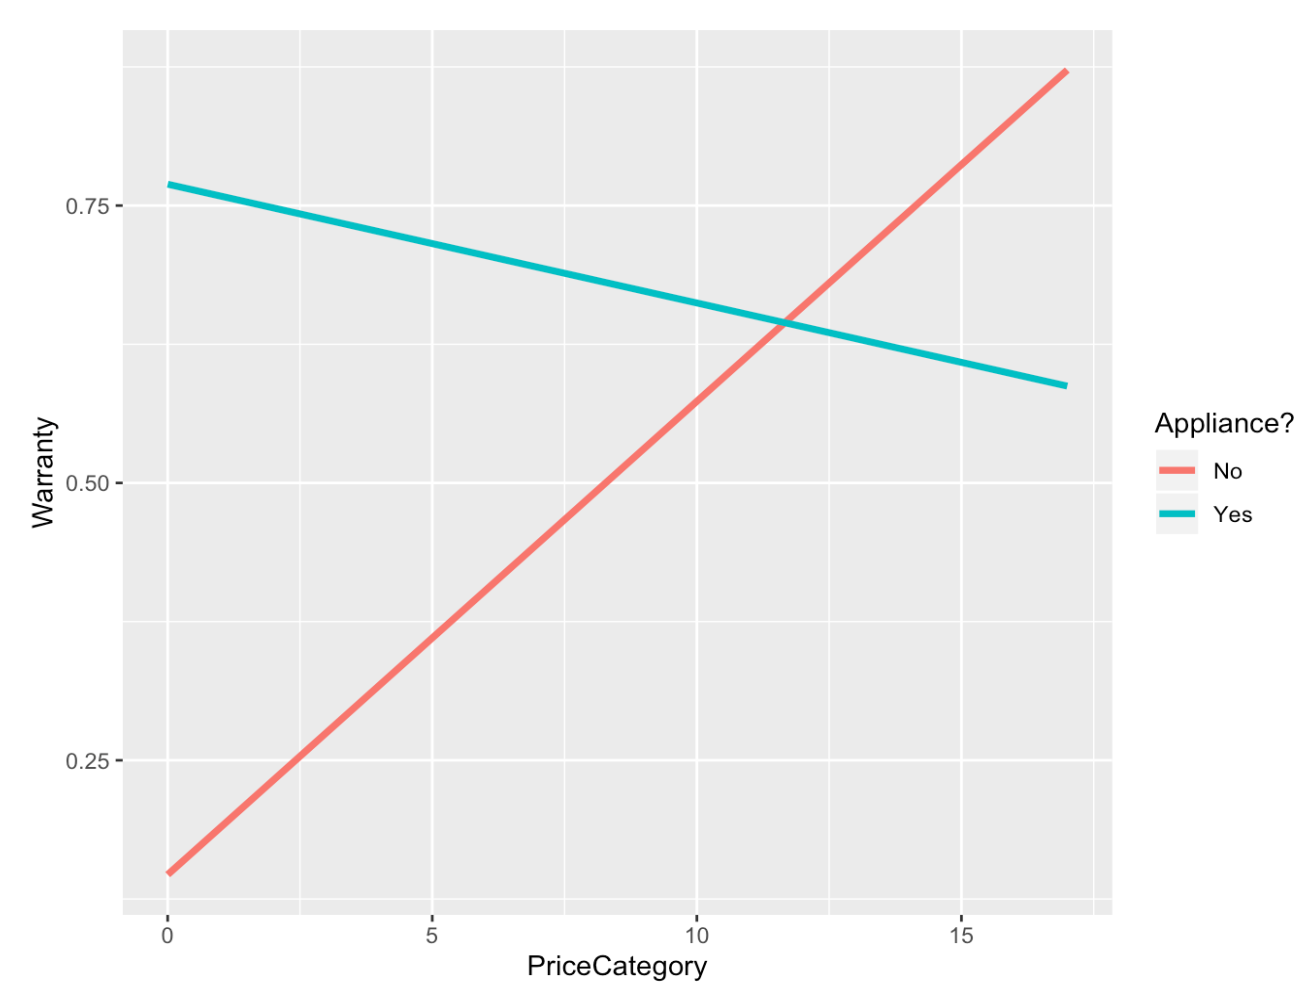 Warranty
0.75
0.50
0.25
0
5
10
15
PriceCategory
Appliance?
No
Yes